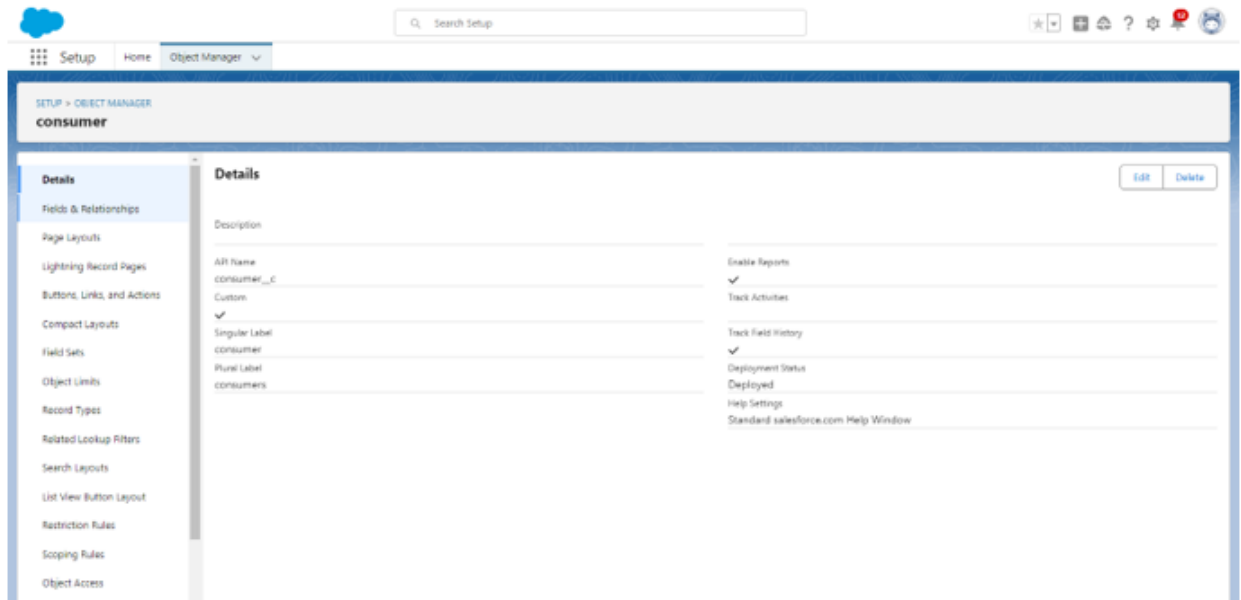 Search Setup
12
Setup
Home
Object Manager
SETUP > OBJECT MANAGER
consumer
Details
Fields & Relationships
Page Layouts
Lightning Record Pages
Buttons, Links, and Actions
Compact Layouts
Field Sets
Object Limits
Record Types
Related Lookup Filters
Search Layouts
List View Button Layout
Restriction Rules
Scoping Rules
Object Access
Details
Edit
Delete
Description
API Name
consumer__c
Custom
Singular Label
consumer
Plural Label
consumers
Enable Reports
Track Activities
Track Field History
Deployment Status
Deployed
Help Settings
Standard salesforce.com Help Window